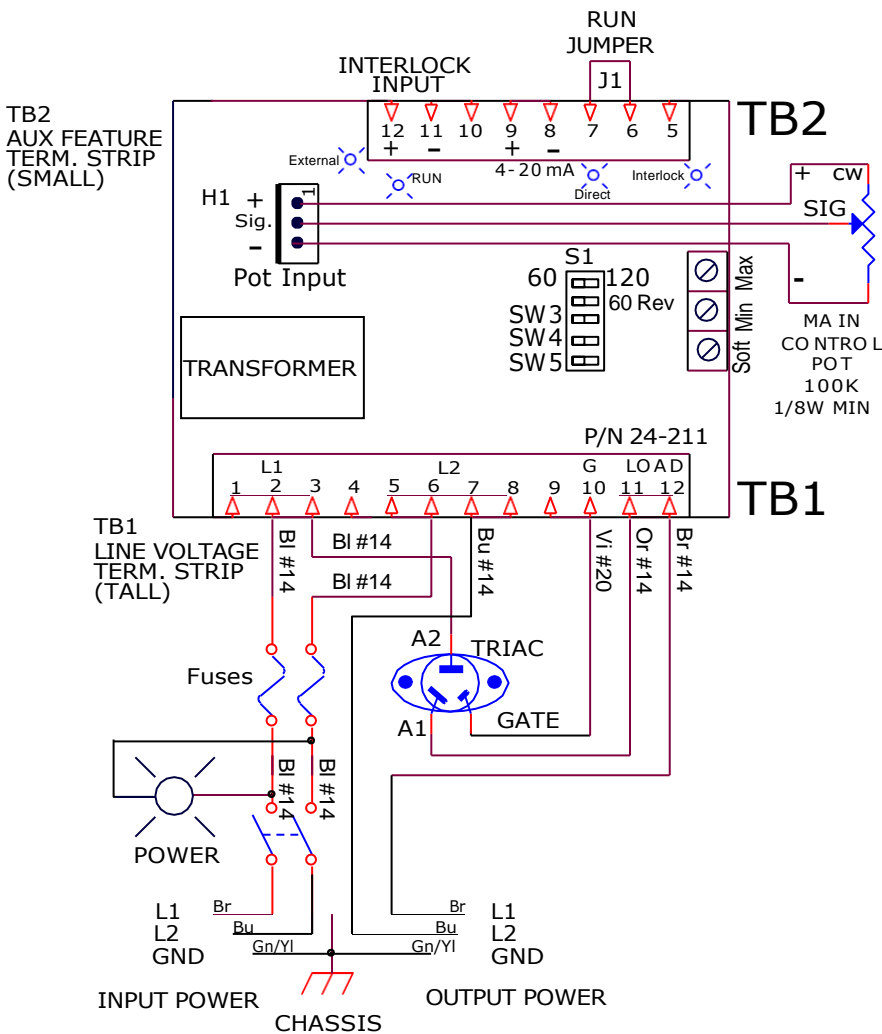 RUN
JUMPER
J1
INTERLOCK
INPUT
TB2
AUX FEATURE
TERM. STRIP
(SMALL)
12 11 10 9 8 7 6 5
+ - + -
4-20 mA
TB2
External
RUN
Direct
Interlock
H1
+
Sig.
-
1
Pot Input
+ CW
SIG
-
MAIN
CONTROL
POT
100K
1/8W MIN
S1
60 120
60 Rev
SW3
SW4
SW5
Max
Min
Soft
TRANSFORMER
P/N 24-211
L1 L2 G LOAD
1 2 3 4 5 6 7 8 9 10 11 12
TB1
TB1
LINE VOLTAGE
TERM. STRIP
(TALL)
Bl #14
Bl #14
Bl #14
Bu #14
Vi #20
Or #14
Br #14
A2
TRIAC
A1
GATE
Fuses
Bl #14
Bl #14
POWER
L1 Br
L2 Bu
GND Gn/Yl
INPUT POWER
Br L1
Bu L2
Gn/Yl GND
OUTPUT POWER
CHASSIS